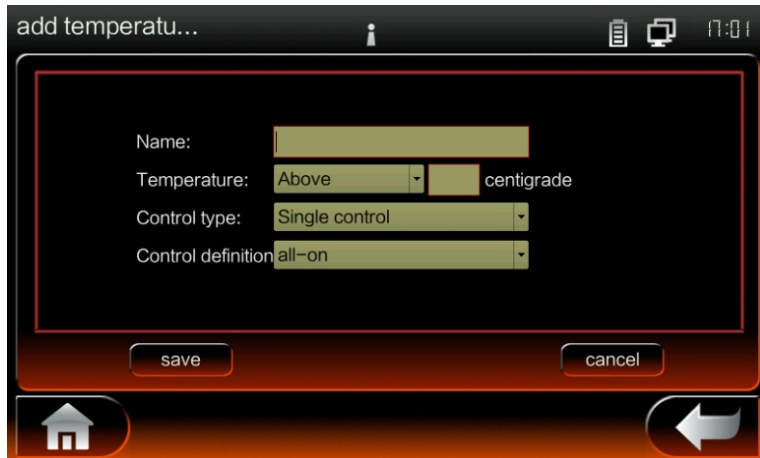 add temperatu...
17:01
Name:
Temperature: Above centigrade
Control type: Single control
Control definition all-on
save cancel